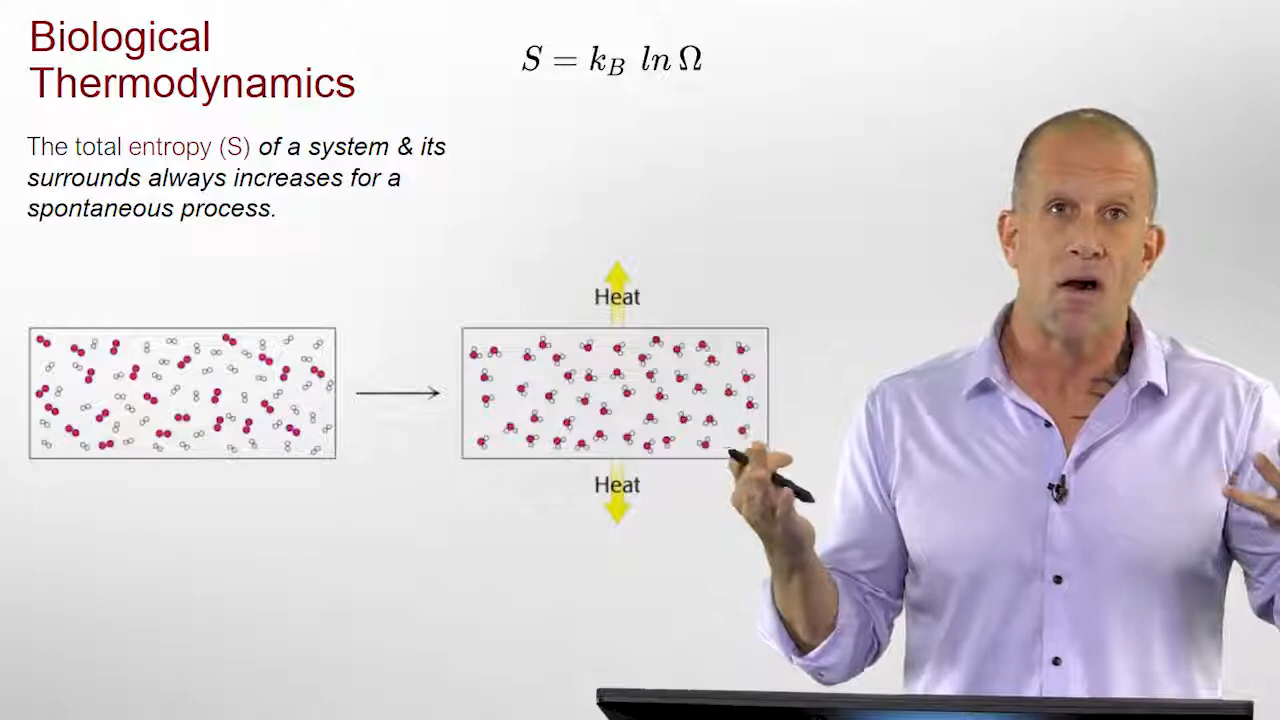 Biological
Thermodynamics
S = k_B ln Ω
The total entropy (S) of a system & its
surrounds always increases for a
spontaneous process.
Heat
Heat